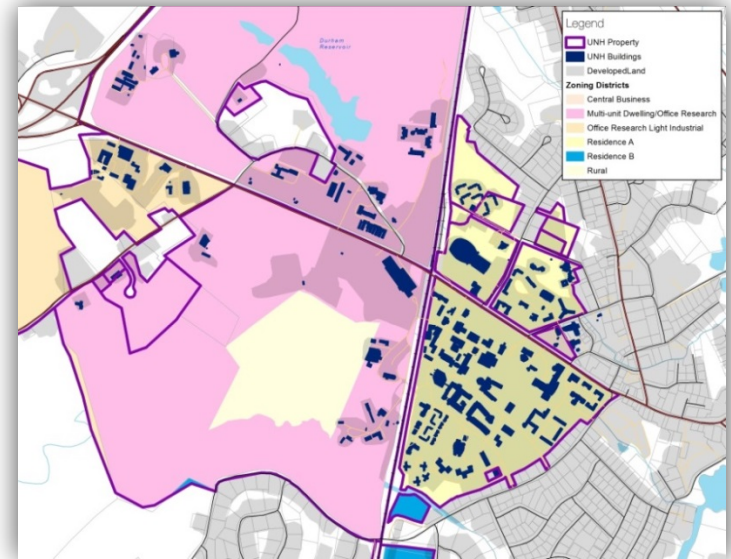 Durham
Reservoir
Legend
UNH Property
UNH Buildings
DevelopedLand
Zoning Districts
Central Business
Multi-unit Dwelling/Office Research
Office Research Light Industrial
Residence A
Residence B
Rural